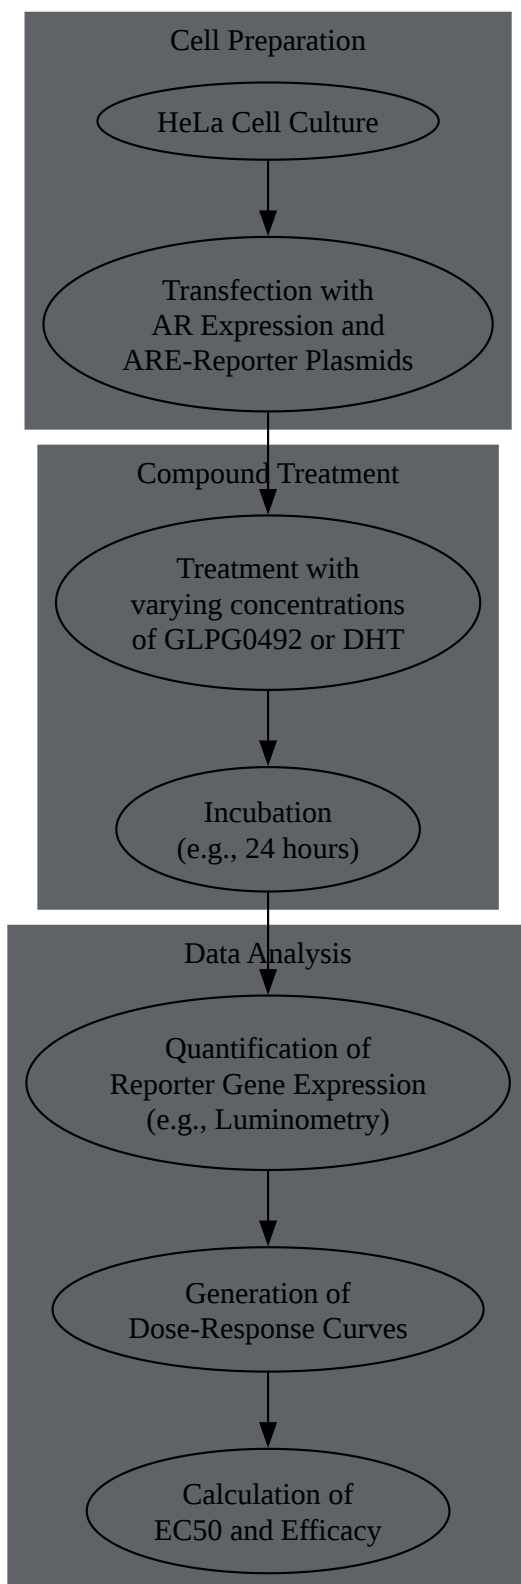 Cell Preparation
HeLa Cell Culture
Transfection with
AR Expression and
ARE-Reporter Plasmids
Compound Treatment
Treatment with
varying concentrations
of GLPG0492 or DHT
Incubation
(e.g., 24 hours)
Data Analysis
Quantification of
Reporter Gene Expression
(e.g., Luminometry)
Generation of
Dose-Response Curves
Calculation of
EC50 and Efficacy